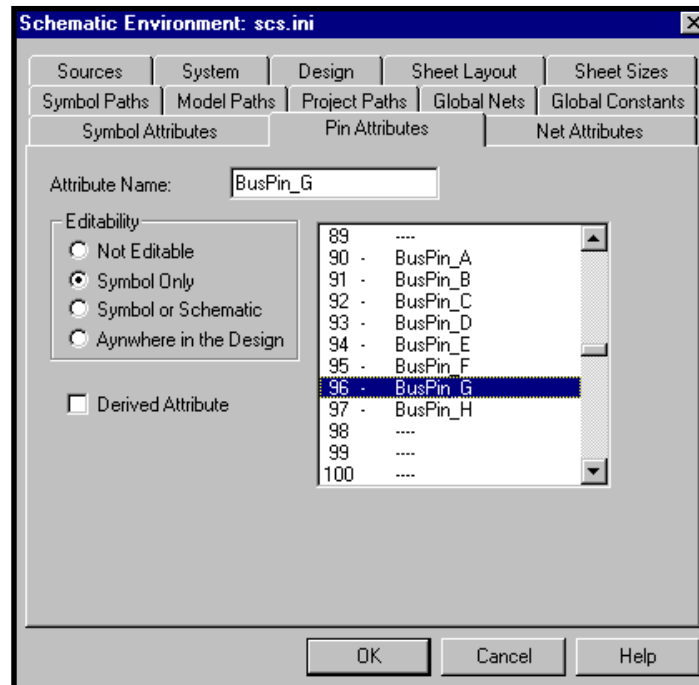 Schematic Environment: scs.ini
Sources System Design Sheet Layout Sheet Sizes
Symbol Paths Model Paths Project Paths Global Nets Global Constants
Symbol Attributes Pin Attributes Net Attributes
Attribute Name: BusPin_G
Editability
Not Editable
Symbol Only
Symbol or Schematic
Aynwhere in the Design
Derived Attribute
89 ----
90 - BusPin_A
91 - BusPin_B
92 - BusPin_C
93 - BusPin_D
94 - BusPin_E
95 - BusPin_F
96 - BusPin_G
97 - BusPin_H
98 ----
99 ----
100 ----
OK Cancel Help